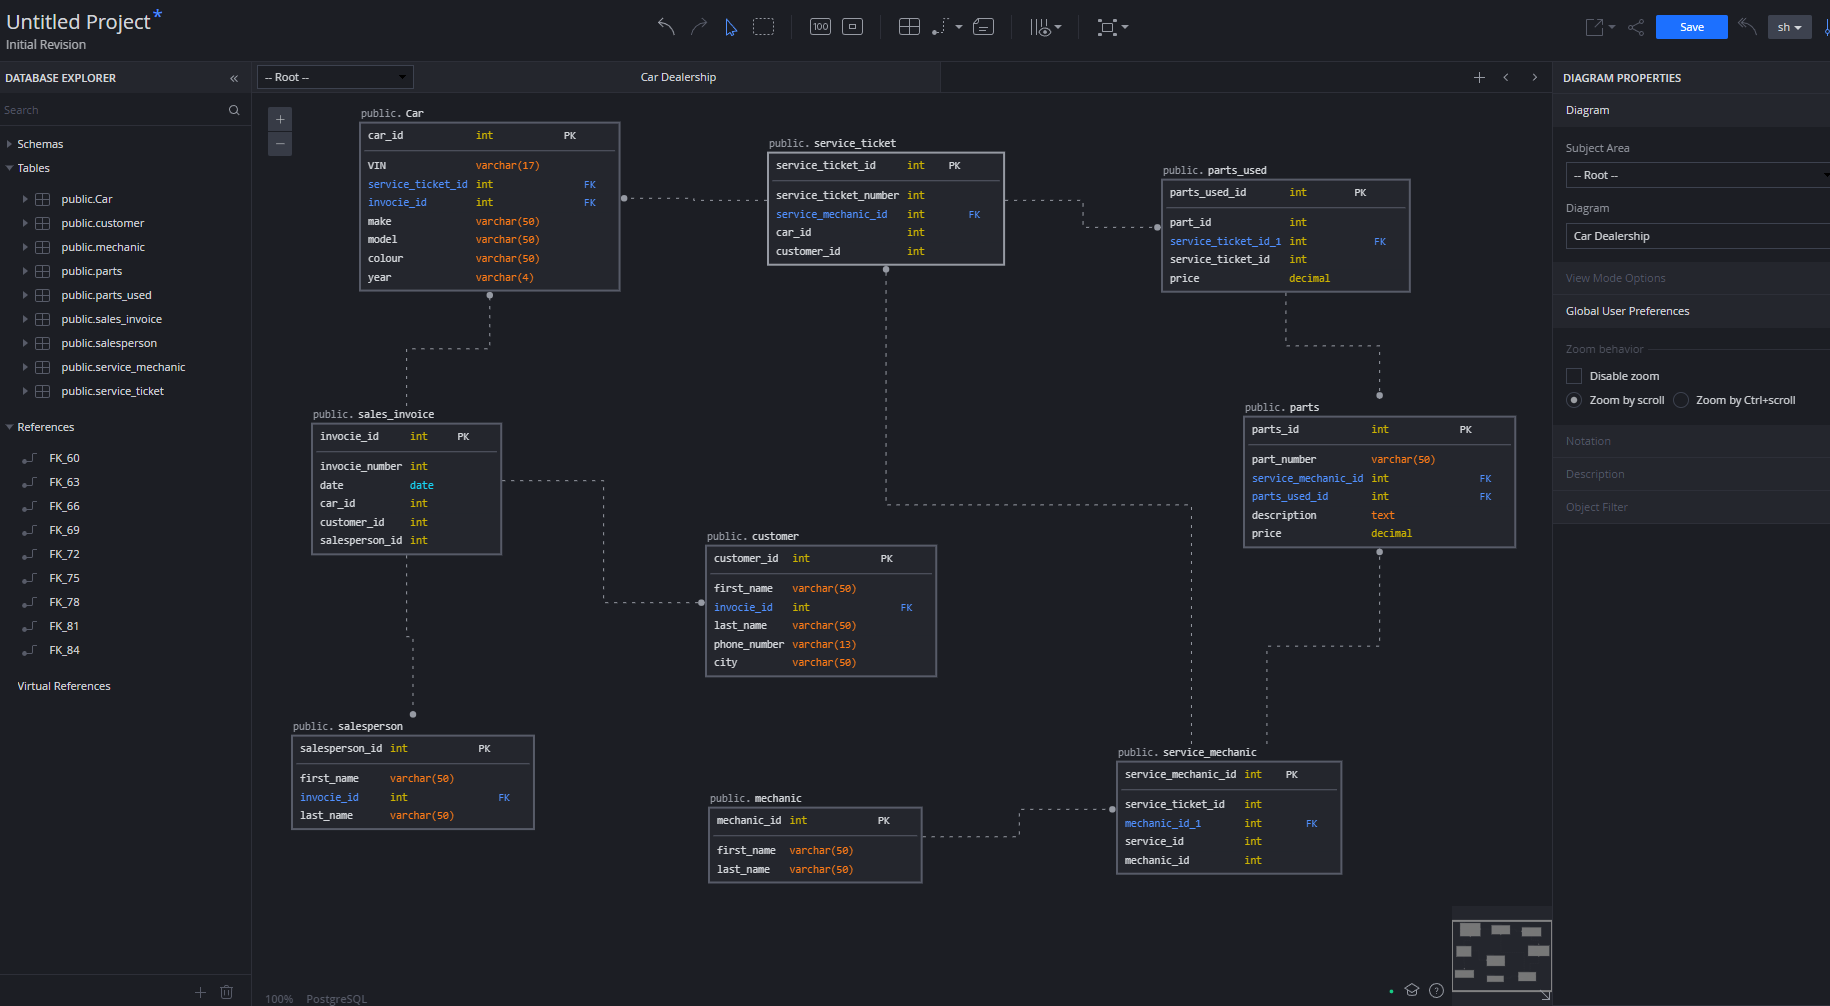 Untitled Project*
Initial Revision
100
Save
sh
DATABASE EXPLORER
Search
Schemas
Tables
public.Car
public.customer
public.mechanic
public.parts
public.parts_used
public.sales_invoice
public.salesperson
public.service_mechanic
public.service_ticket
References
FK_60
FK_63
FK_66
FK_69
FK_72
FK_75
FK_78
FK_81
FK_84
Virtual References
-- Root --
Car Dealership
public. Car
car_id int PK
VIN varchar(17)
service_ticket_id int FK
invocie_id int FK
make varchar(50)
model varchar(50)
colour varchar(50)
year varchar(4)
public. service_ticket
service_ticket_id int PK
service_ticket_number int
service_mechanic_id int FK
car_id int
customer_id int
public. parts_used
parts_used_id int PK
part_id int
service_ticket_id_1 int FK
service_ticket_id int
price decimal
public. sales_invoice
invocie_id int PK
invocie_number int
date date
car_id int
customer_id int
salesperson_id int
public. parts
parts_id int PK
part_number varchar(50)
service_mechanic_id int FK
parts_used_id int FK
description text
price decimal
public. customer
customer_id int PK
first_name varchar(50)
invocie_id int FK
last_name varchar(50)
phone_number varchar(13)
city varchar(50)
public. salesperson
salesperson_id int PK
first_name varchar(50)
invocie_id int FK
last_name varchar(50)
public. mechanic
mechanic_id int PK
first_name varchar(50)
last_name varchar(50)
public. service_mechanic
service_mechanic_id int PK
service_ticket_id int
mechanic_id_1 int FK
service_id int
mechanic_id int
100% PostgreSQL
DIAGRAM PROPERTIES
Diagram
Subject Area
-- Root --
Diagram
Car Dealership
View Mode Options
Global User Preferences
Zoom behavior
Disable zoom
Zoom by scroll Zoom by Ctrl+scroll
Notation
Description
Object Filter